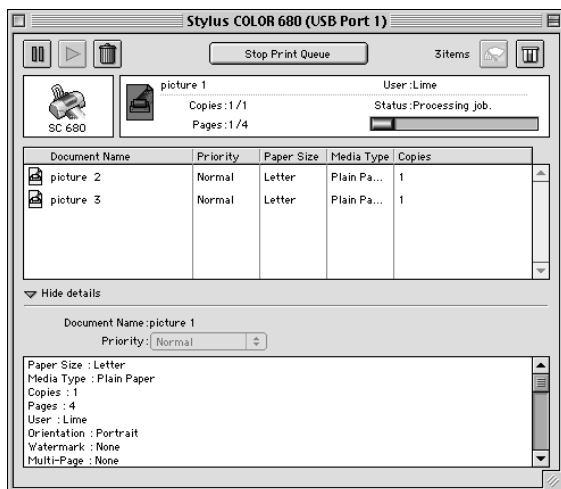 Stylus COLOR 680 (USB Port 1)
Stop Print Queue
3items
SC 680
picture 1
User :Lime
Copies :1/1
Status :Processing job.
Pages :1/4
Document Name Priority Paper Size Media Type Copies
picture 2 Normal Letter Plain Pa... 1
picture 3 Normal Letter Plain Pa... 1
Hide details
Document Name :picture 1
Priority : Normal
Paper Size : Letter
Media Type : Plain Paper
Copies : 1
Pages : 4
User : Lime
Orientation : Portrait
Watermark : None
Multi-Page : None